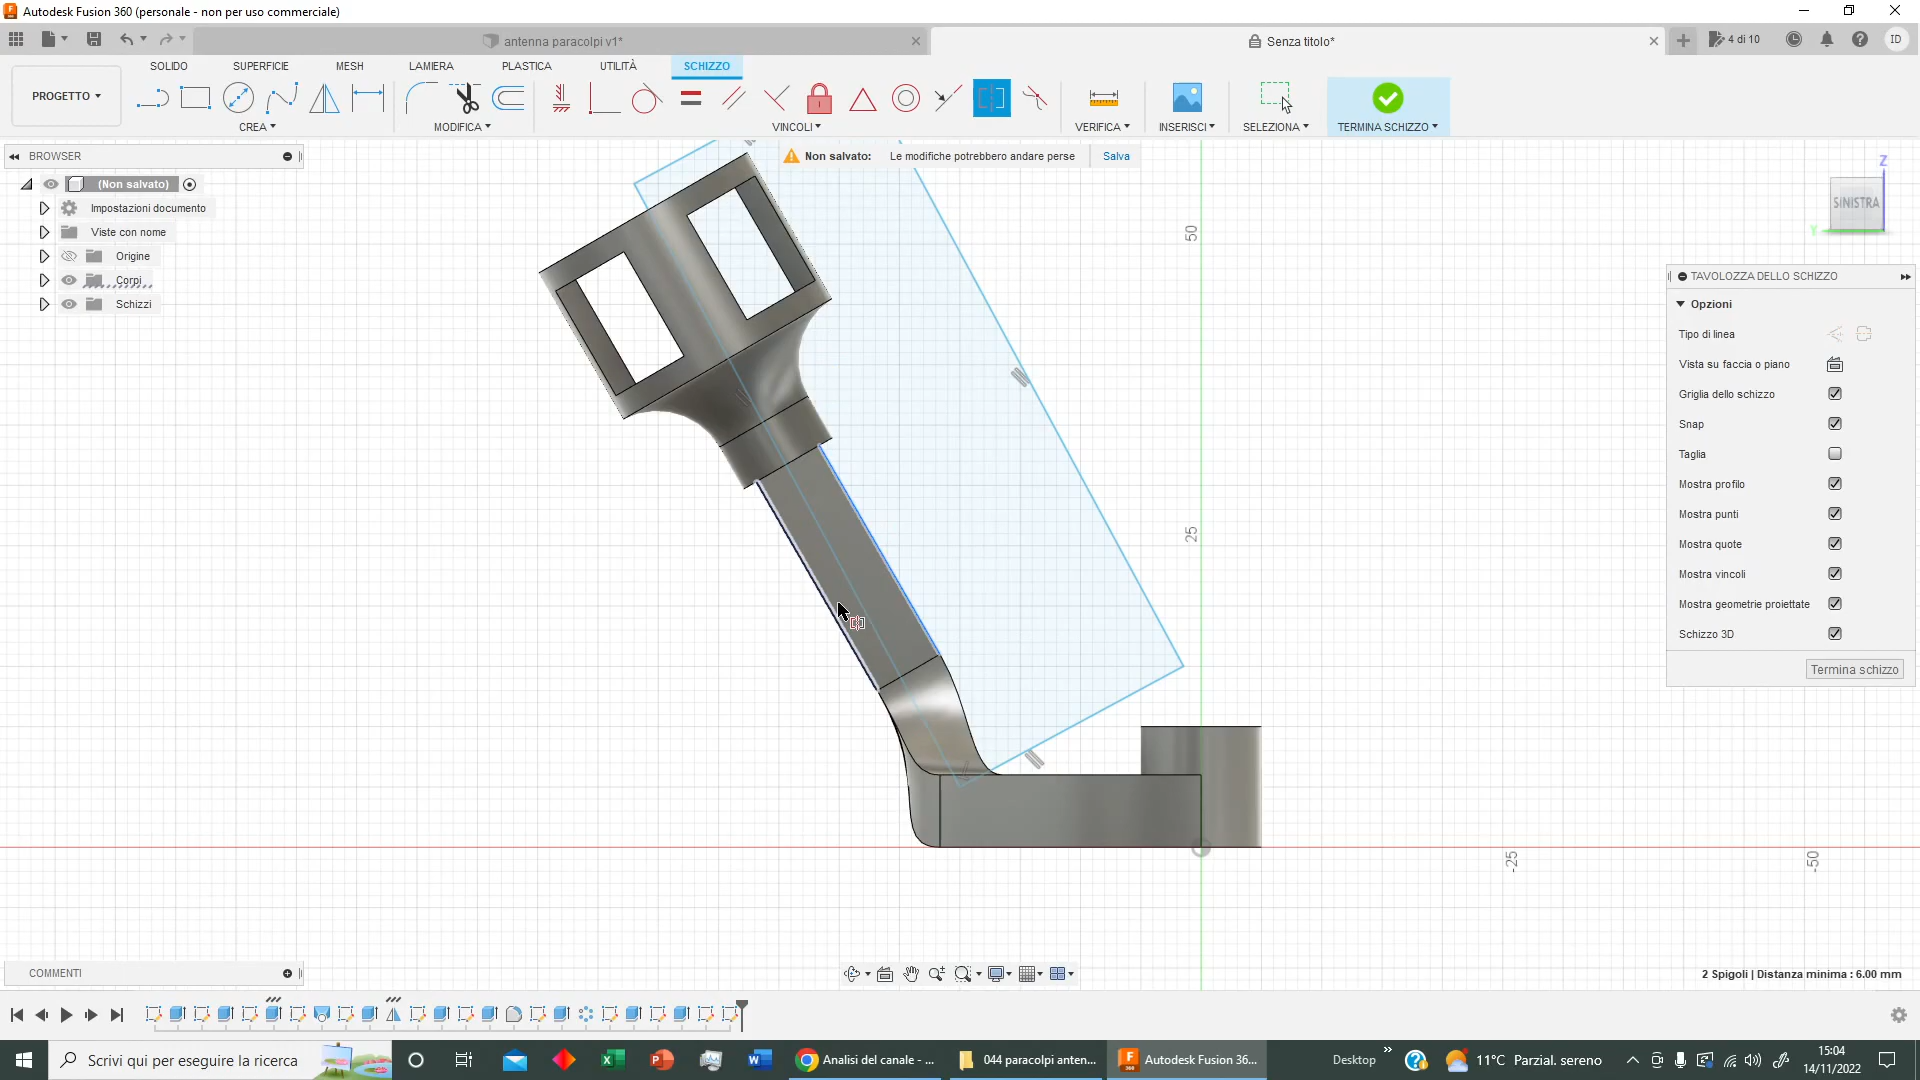 Autodesk Fusion 360 (personale - non per uso commerciale)
antenna paracolpi v1*
Senza titolo*
4 di 10
ID
SOLIDO SUPERFICIE MESH LAMIERA PLASTICA UTILITÀ SCHIZZO
PROGETTO
CREA
MODIFICA
VINCOLI
VERIFICA
INSERISCI
SELEZIONA
TERMINA SCHIZZO
BROWSER
Non salvato: Le modifiche potrebbero andare perse Salva
(Non salvato)
Impostazioni documento
Viste con nome
Origine
Corpi
Schizzi
Z
SINISTRA
Y
50
25
-25
-50
TAVOLOZZA DELLO SCHIZZO
Opzioni
Tipo di linea
Vista su faccia o piano
Griglia dello schizzo
Snap
Taglia
Mostra profilo
Mostra punti
Mostra quote
Mostra vincoli
Mostra geometrie proiettate
Schizzo 3D
Termina schizzo
COMMENTI
2 Spigoli | Distanza minima : 6.00 mm
Scrivi qui per eseguire la ricerca
Analisi del canale - ...
044 paracolpi anten...
Autodesk Fusion 36...
Desktop
11°C Parzial. sereno
15:04
14/11/2022